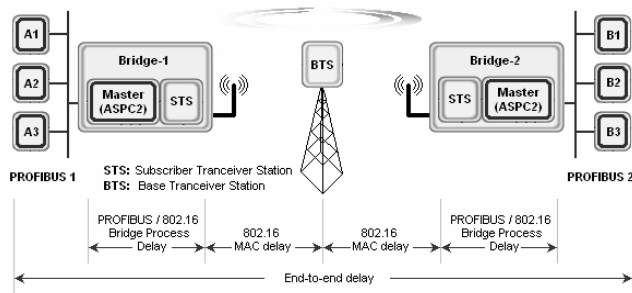 A1
A2
A3
Bridge-1
Master
(ASPC2)
STS
BTS
Bridge-2
STS
Master
(ASPC2)
B1
B2
B3
PROFIBUS 1
STS: Subscriber Tranceiver Station
BTS: Base Tranceiver Station
PROFIBUS 2
PROFIBUS / 802.16
Bridge Process
Delay
802.16
MAC delay
802.16
MAC delay
PROFIBUS / 802.16
Bridge Process
Delay
End-to-end delay